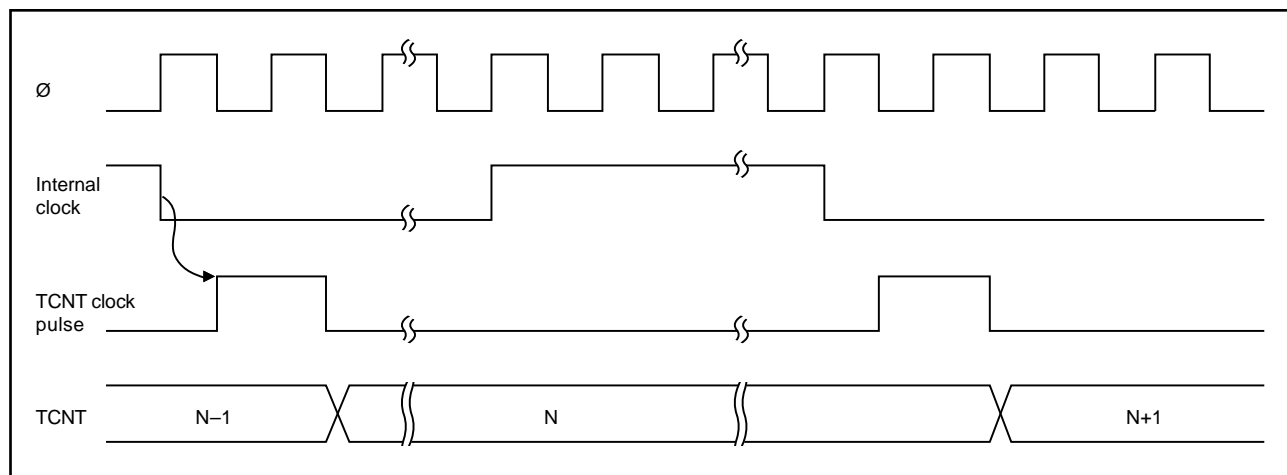 Ø
Internal
clock
TCNT clock
pulse
TCNT
N–1
N
N+1